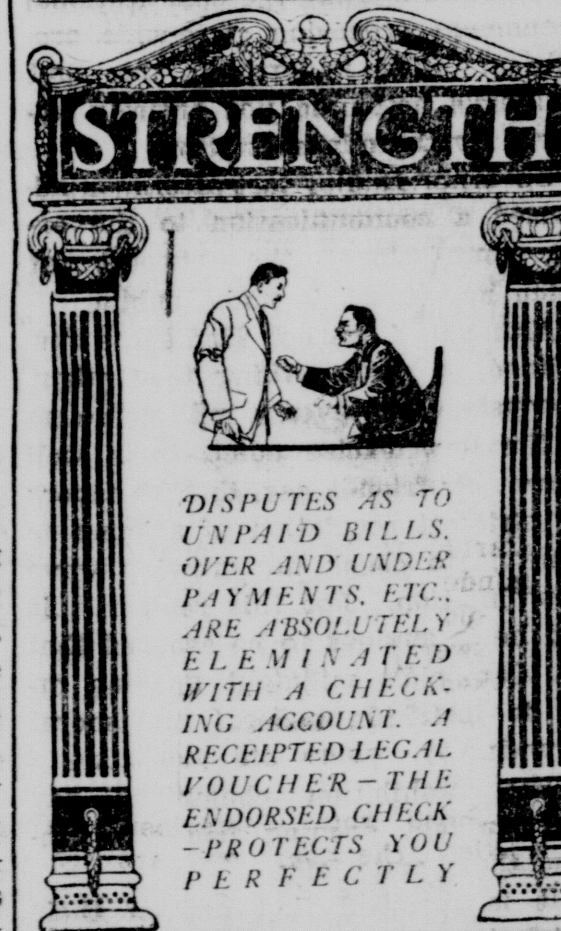 STRENGTH
DISPUTES AS TO
UNPAID BILLS,
OVER AND UNDER
PAYMENTS, ETC.,
ARE ABSOLUTELY
ELEMINATED
WITH A CHECK-
ING ACCOUNT. A
RECEIPTED LEGAL
VOUCHER—THE
ENDORSED CHECK
—PROTECTS YOU
PERFECTLY